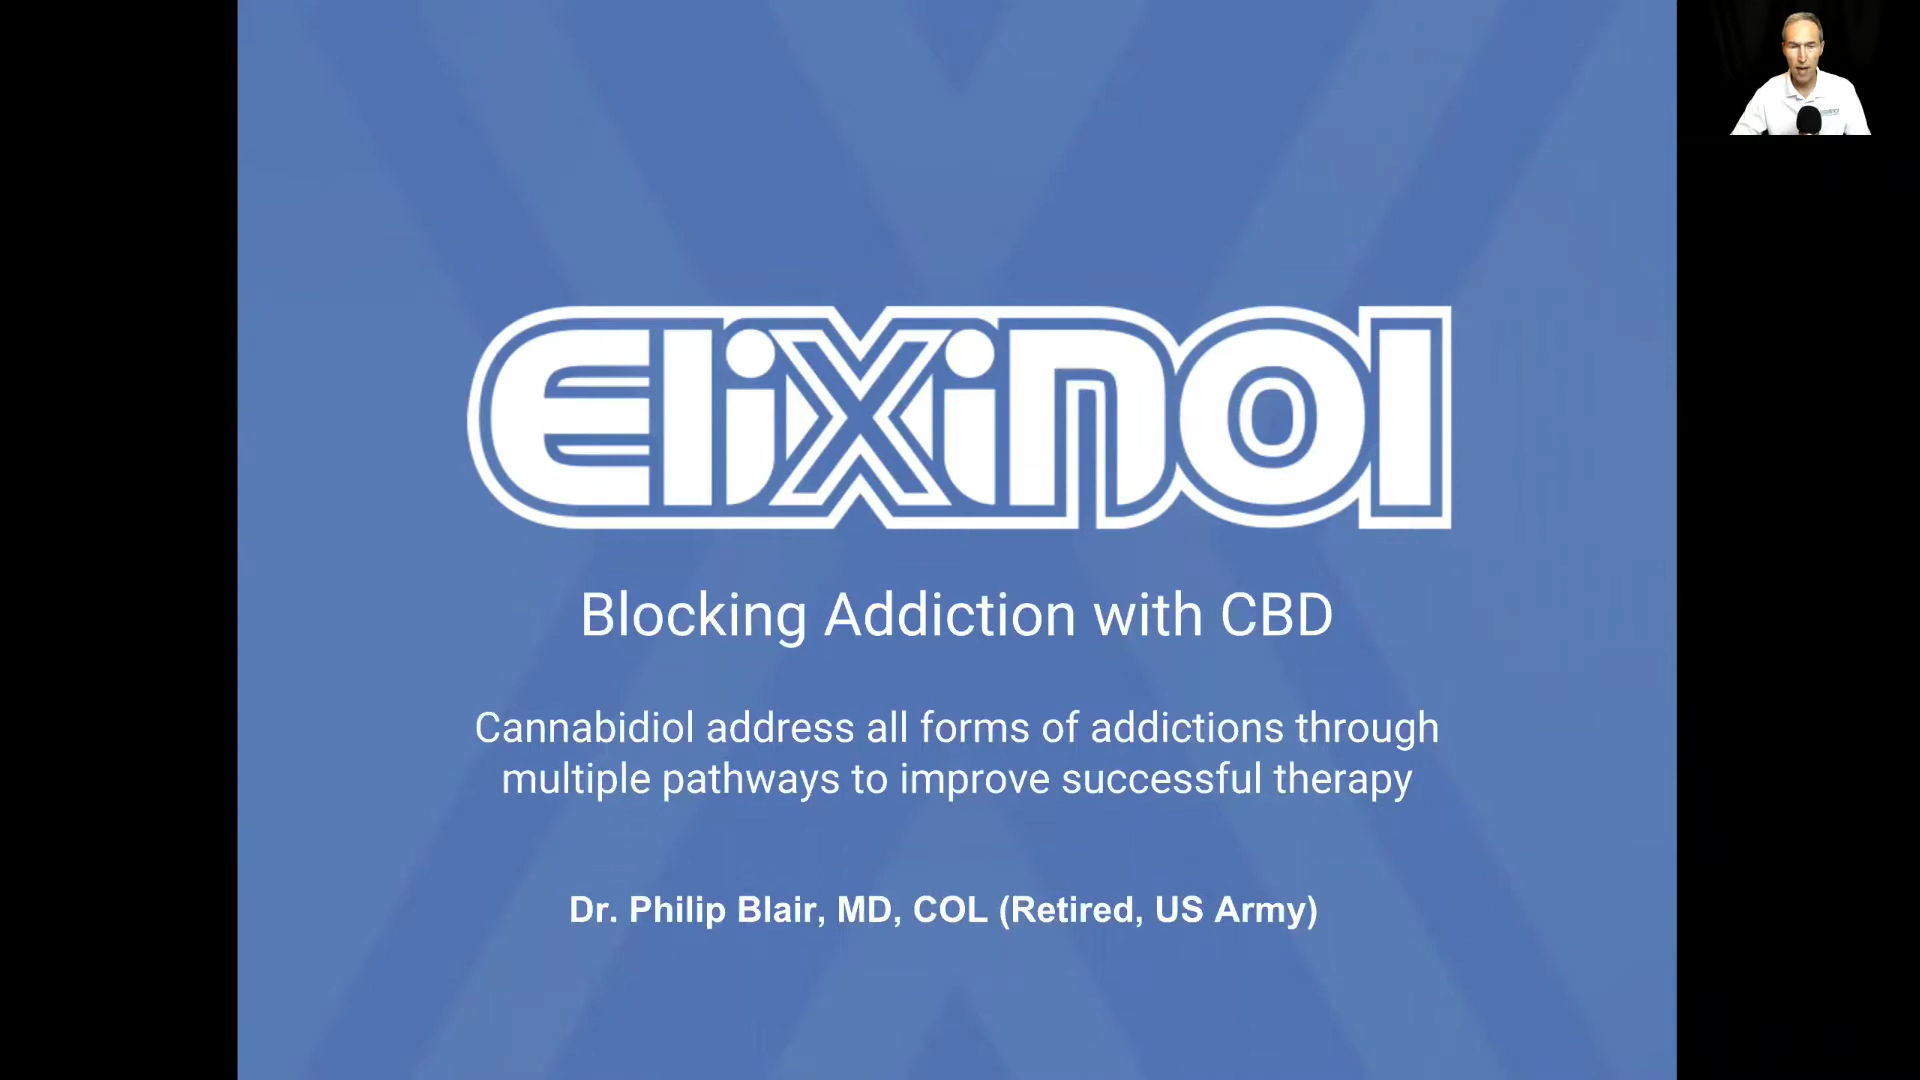 Elixinol
Blocking Addiction with CBD
Cannabidiol address all forms of addictions through
multiple pathways to improve successful therapy
Dr. Philip Blair, MD, COL (Retired, US Army)